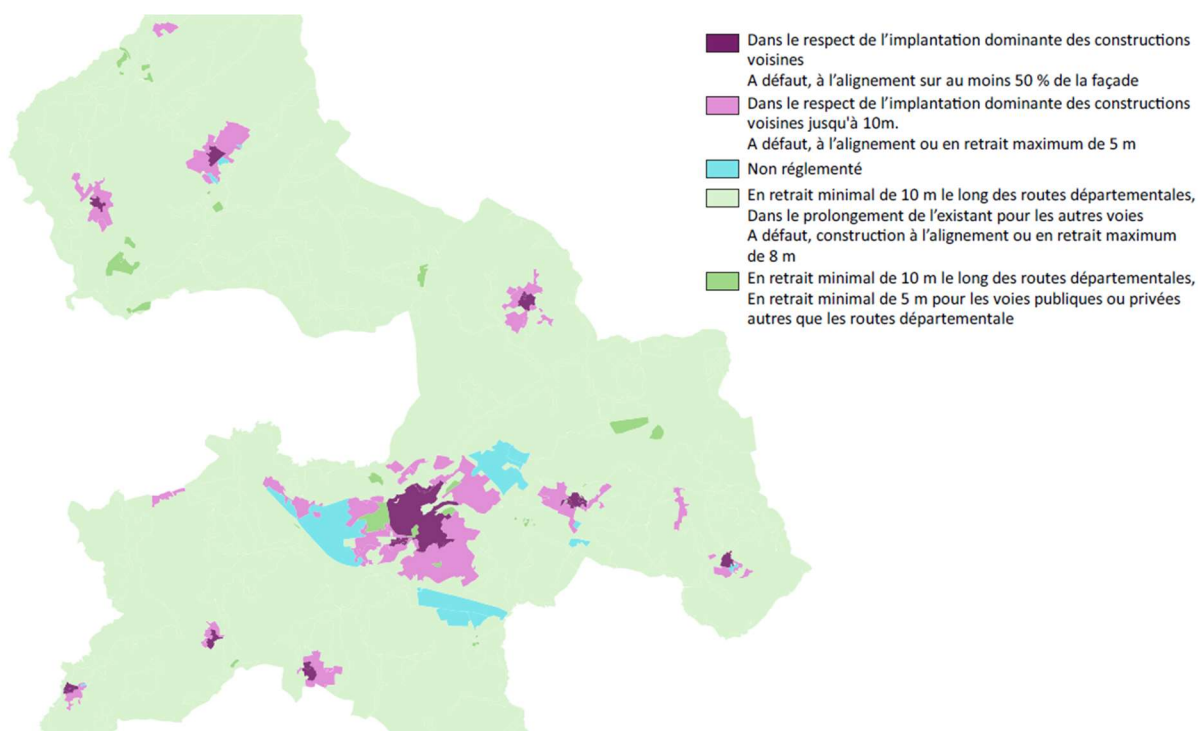 Dans le respect de l’implantation dominante des constructions
voisines
A défaut, à l’alignement sur au moins 50 % de la façade
Dans le respect de l’implantation dominante des constructions
voisines jusqu'à 10m.
A défaut, à l’alignement ou en retrait maximum de 5 m
Non réglementé
En retrait minimal de 10 m le long des routes départementales,
Dans le prolongement de l’existant pour les autres voies
A défaut, construction à l’alignement ou en retrait maximum
de 8 m
En retrait minimal de 10 m le long des routes départementales,
En retrait minimal de 5 m pour les voies publiques ou privées
autres que les routes départementale